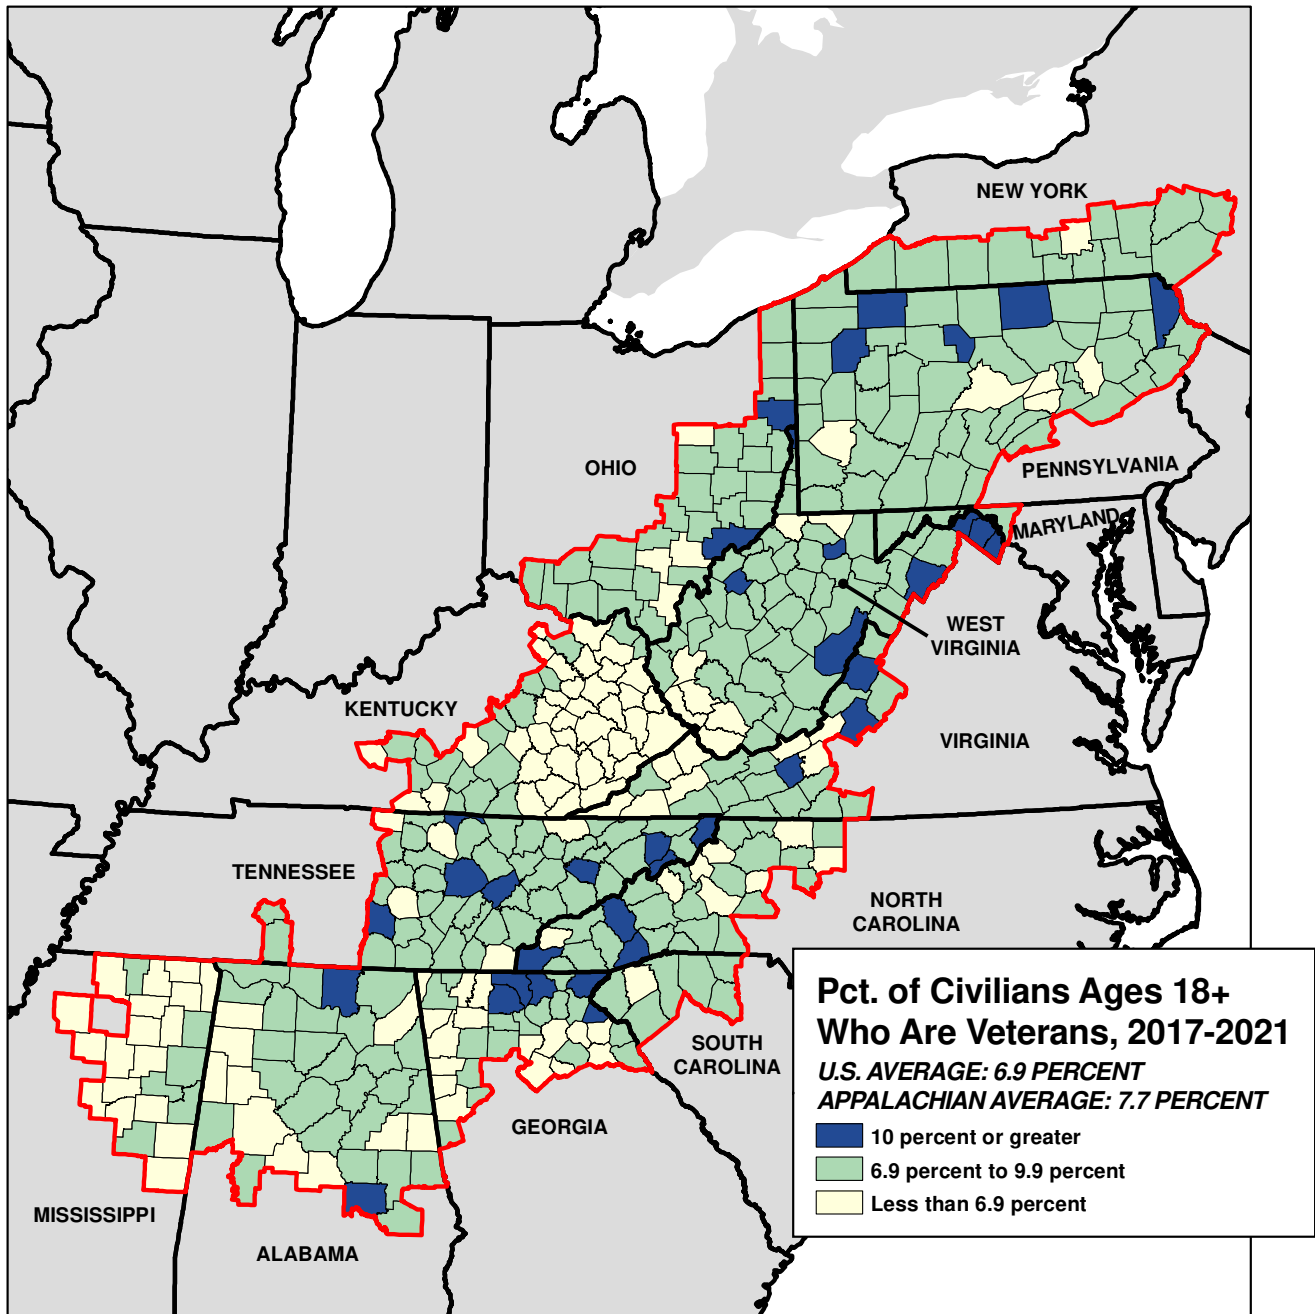 NEW YORK
OHIO
PENNSYLVANIA
MARYLAND
WEST
VIRGINIA
KENTUCKY
VIRGINIA
TENNESSEE
NORTH
CAROLINA
SOUTH
CAROLINA
GEORGIA
MISSISSIPPI
ALABAMA
Pct. of Civilians Ages 18+
Who Are Veterans, 2017-2021
U.S. AVERAGE: 6.9 PERCENT
APPALACHIAN AVERAGE: 7.7 PERCENT
10 percent or greater
6.9 percent to 9.9 percent
Less than 6.9 percent